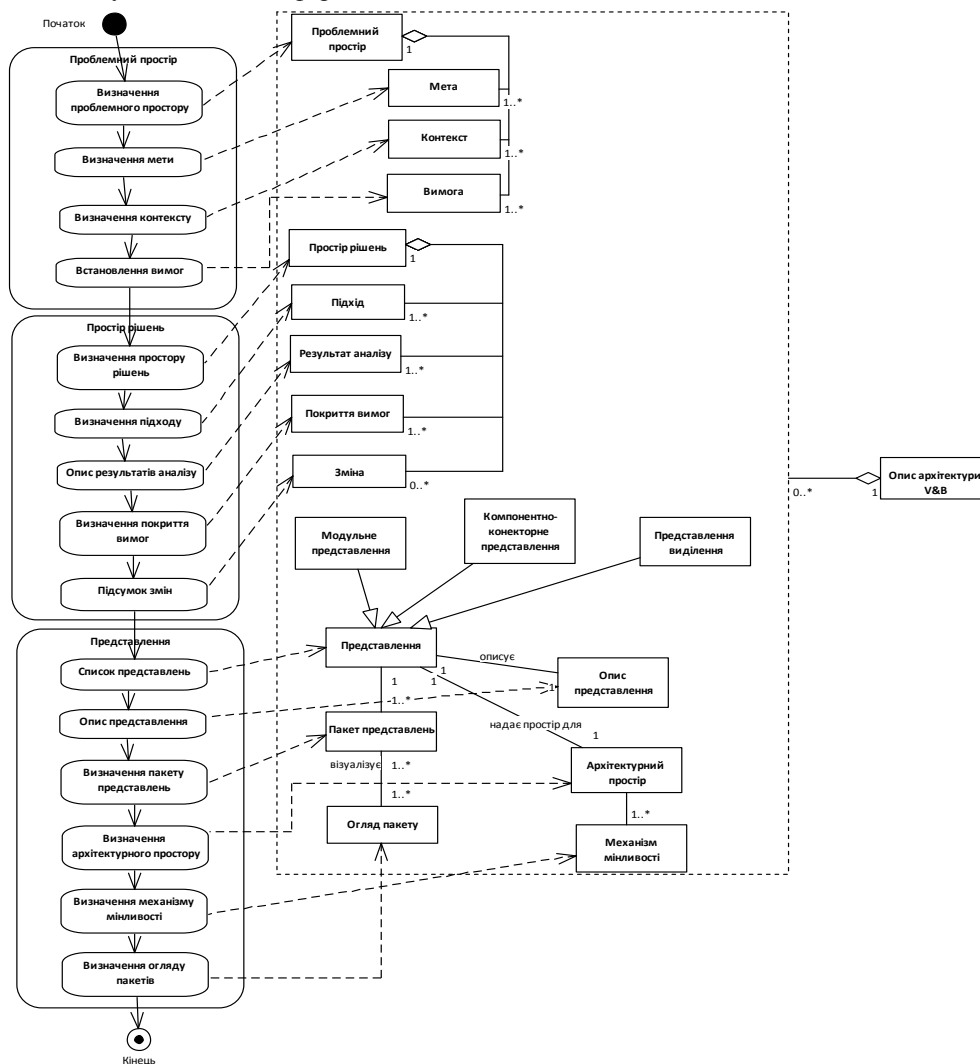 Початок
Проблемний простір
Визначення
проблемного простору
Визначення мети
Визначення контексту
Встановлення вимог
Простір рішень
Визначення простору
рішень
Визначення підходу
Опис результатів аналізу
Визначення покриття
вимог
Підсумок змін
Представлення
Список представлень
Опис представлення
Визначення пакету
представлень
Визначення
архітектурного простору
Визначення механізму
мінливості
Визначення огляду
пакетів
Кінець
Проблемний
простір
1
Мета
1..*
Контекст
1..*
Вимога
1..*
Простір рішень
1
Підхід
1..*
Результат аналізу
1..*
Покриття вимог
1..*
Зміна
0..*
Модульне
представлення
Компонентно-
конекторне
представлення
Представлення
виділення
Представлення
1
описує
1
Опис
представлення
1
1
1..*
надає простір для
1
Пакет представлень
візуалізує
1..*
1..*
Огляд пакету
Архітектурний
простір
1..*
Механізм
мінливості
0..*
1
Опис архітектури
V&B